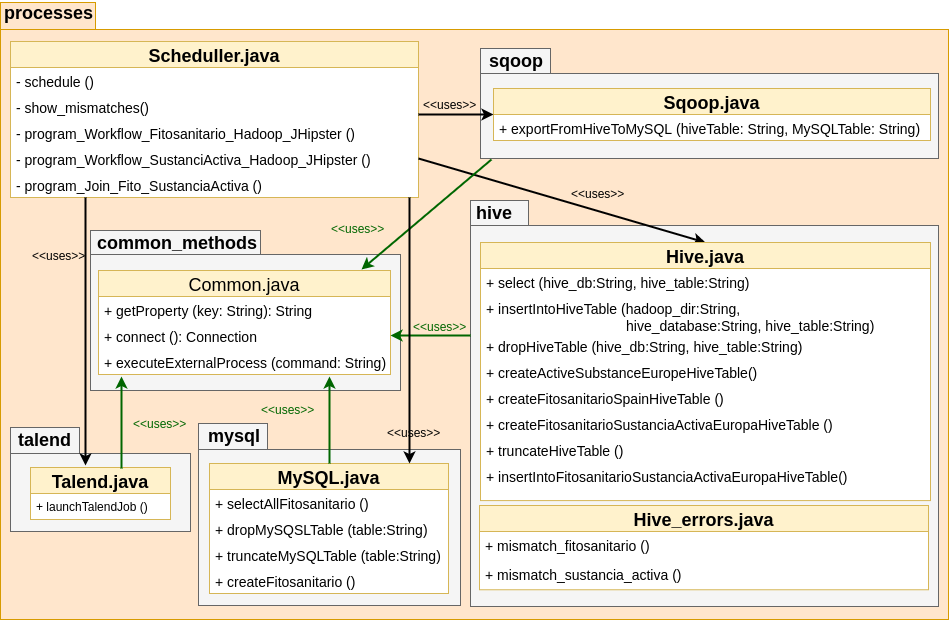 processes
Scheduller.java
- schedule ()
- show_mismatches()
- program_Workflow_Fitosanitario_Hadoop_JHipster ()
- program_Workflow_SustanciActiva_Hadoop_JHipster ()
- program_Join_Fito_SustanciaActiva ()
<<uses>>
sqoop
Sqoop.java
+ exportFromHiveToMySQL (hiveTable: String, MySQLTable: String)
<<uses>>
<<uses>>
<<uses>>
common_methods
Common.java
+ getProperty (key: String): String
+ connect (): Connection
+ executeExternalProcess (command: String)
<<uses>>
hive
Hive.java
+ select (hive_db:String, hive_table:String)
+ insertIntoHiveTable (hadoop_dir:String,
hive_database:String, hive_table:String)
+ dropHiveTable (hive_db:String, hive_table:String)
+ createActiveSubstanceEuropeHiveTable()
+ createFitosanitarioSpainHiveTable ()
+ createFitosanitarioSustanciaActivaEuropaHiveTable ()
+ truncateHiveTable ()
+ insertIntoFitosanitarioSustanciaActivaEuropaHiveTable()
Hive_errors.java
+ mismatch_fitosanitario ()
+ mismatch_sustancia_activa ()
<<uses>>
<<uses>>
<<uses>>
talend
Talend.java
+ launchTalendJob ()
mysql
MySQL.java
+ selectAllFitosanitario ()
+ dropMySQSLTable (table:String)
+ truncateMySQLTable (table:String)
+ createFitosanitario ()